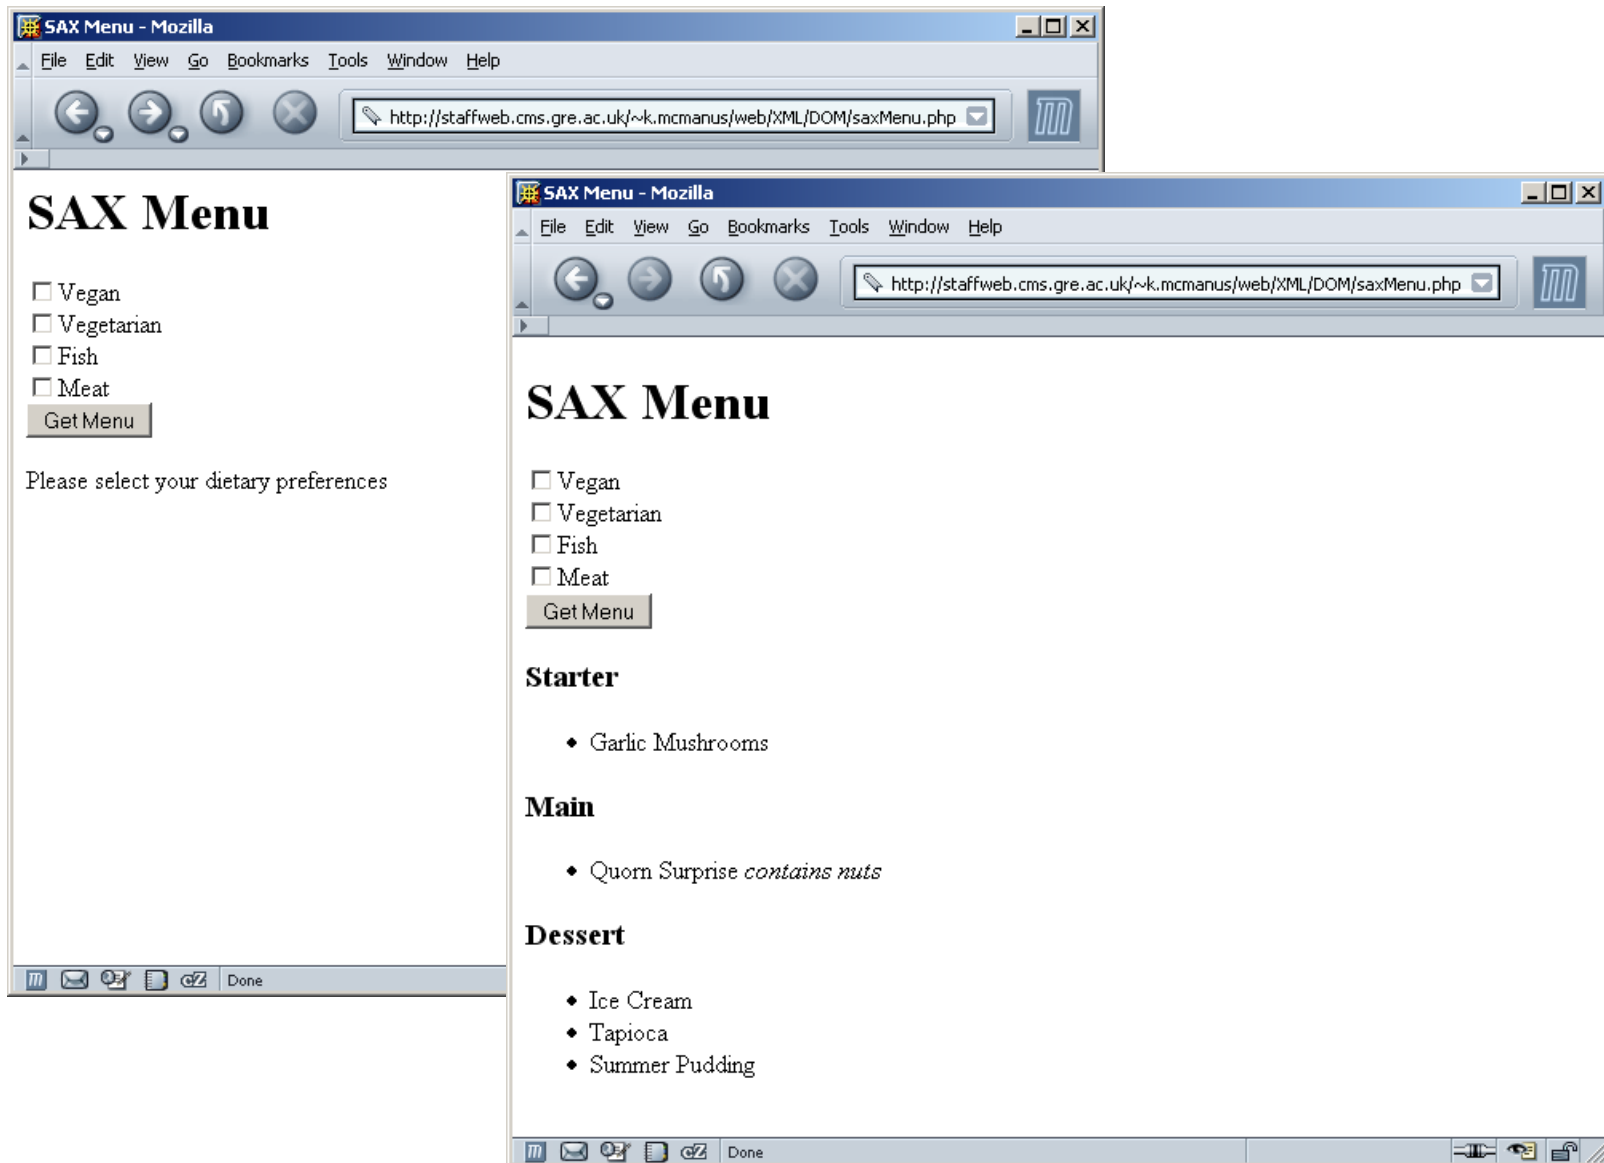 SAX Menu - Mozilla
File Edit View Go Bookmarks Tools Window Help
http://staffweb.cms.gre.ac.uk/~k.mcmanus/web/XML/DOM/saxMenu.php
SAX Menu
Vegan
Vegetarian
Fish
Meat
Get Menu
Please select your dietary preferences
Done
SAX Menu - Mozilla
File Edit View Go Bookmarks Tools Window Help
http://staffweb.cms.gre.ac.uk/~k.mcmanus/web/XML/DOM/saxMenu.php
SAX Menu
Vegan
Vegetarian
Fish
Meat
Get Menu
Starter
• Garlic Mushrooms
Main
• Quorn Surprise contains nuts
Dessert
• Ice Cream
• Tapioca
• Summer Pudding
Done